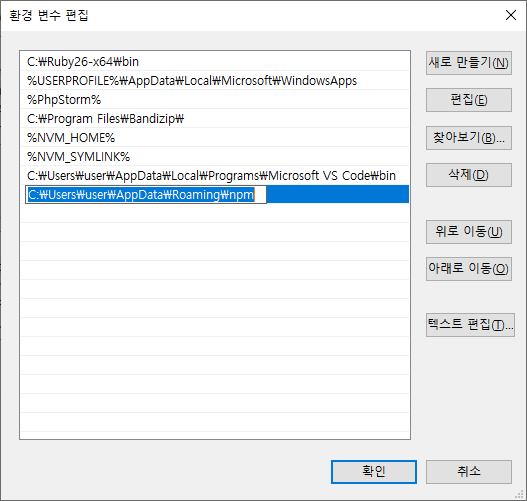 환경 변수 편집
C:₩Ruby26-x64₩bin
%USERPROFILE%₩AppData₩Local₩Microsoft₩WindowsApps
%PhpStorm%
C:₩Program Files₩Bandizip₩
%NVM_HOME%
%NVM_SYMLINK%
C:₩Users₩user₩AppData₩Local₩Programs₩Microsoft VS Code₩bin
C:₩Users₩user₩AppData₩Roaming₩npm
새로 만들기(N)
편집(E)
찾아보기(B)...
삭제(D)
위로 이동(U)
아래로 이동(O)
텍스트 편집(T)...
확인
취소